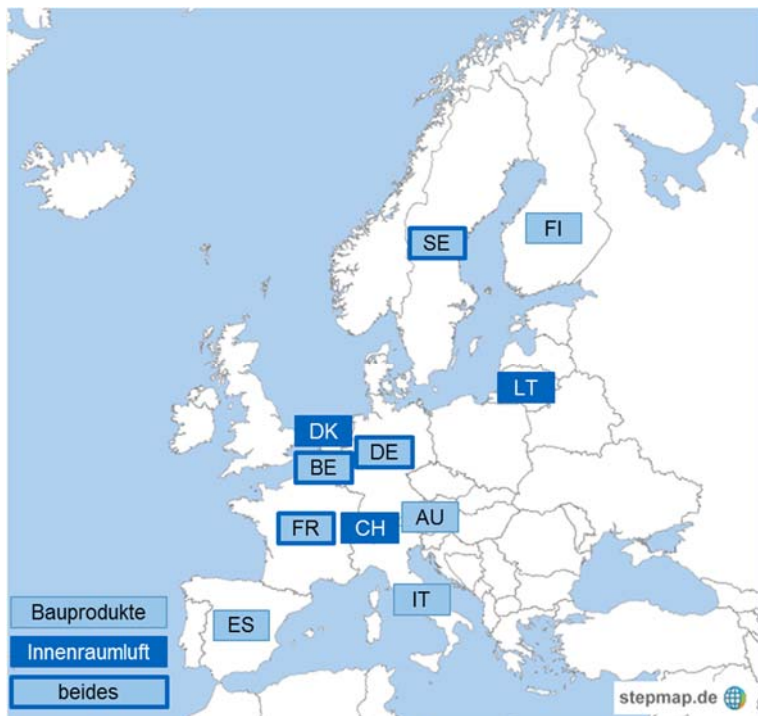 FI
SE
LT
DK
DE
BE
AU
FR
CH
IT
ES
Bauprodukte
Innenraumluft
beides
stepmap.de